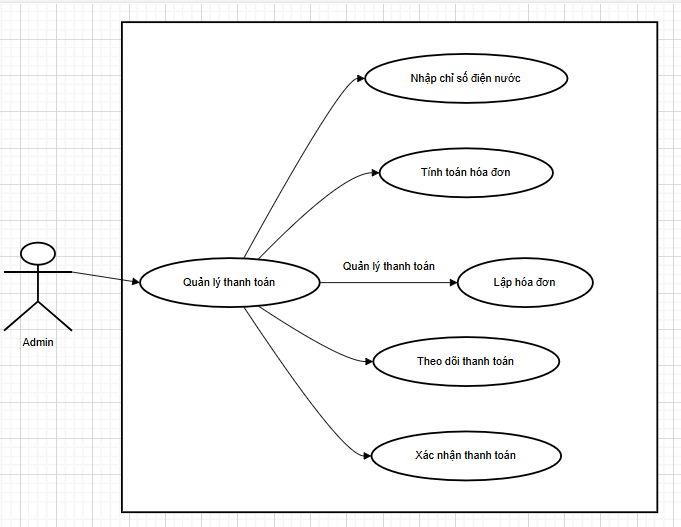 Nhập chỉ số điện nước
Tính toán hóa đơn
Quản lý thanh toán
Quản lý thanh toán
Lập hóa đơn
Admin
Theo dõi thanh toán
Xác nhận thanh toán